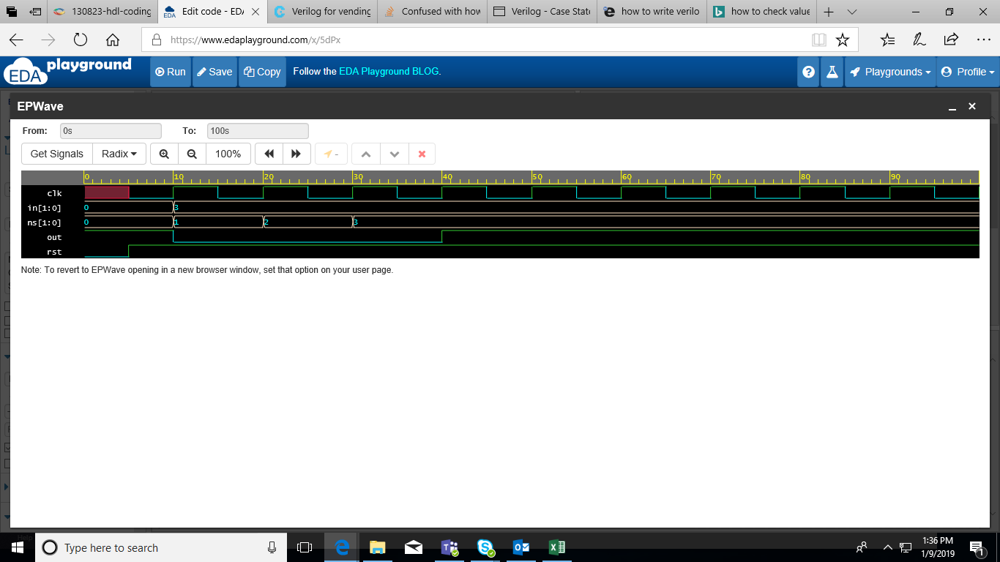 130823-hdl-coding
Edit code - EDA
Verilog for vending
Confused with how
Verilog - Case State
how to write verilo
how to check value
https://www.edaplayground.com/x/5dPx
EDA playground
Run
Save
Copy
Follow the EDA Playground BLOG.
?
Playgrounds
Profile
EPWave
From:
0s
To:
100s
Get Signals
Radix
100%
-
0 10 20 30 40 50 60 70 80 90
clk
in[1:0] 0 3
ns[1:0] 0 1 2 3
out
rst
Note: To revert to EPWave opening in a new browser window, set that option on your user page.
Type here to search
1:36 PM
1/9/2019
1